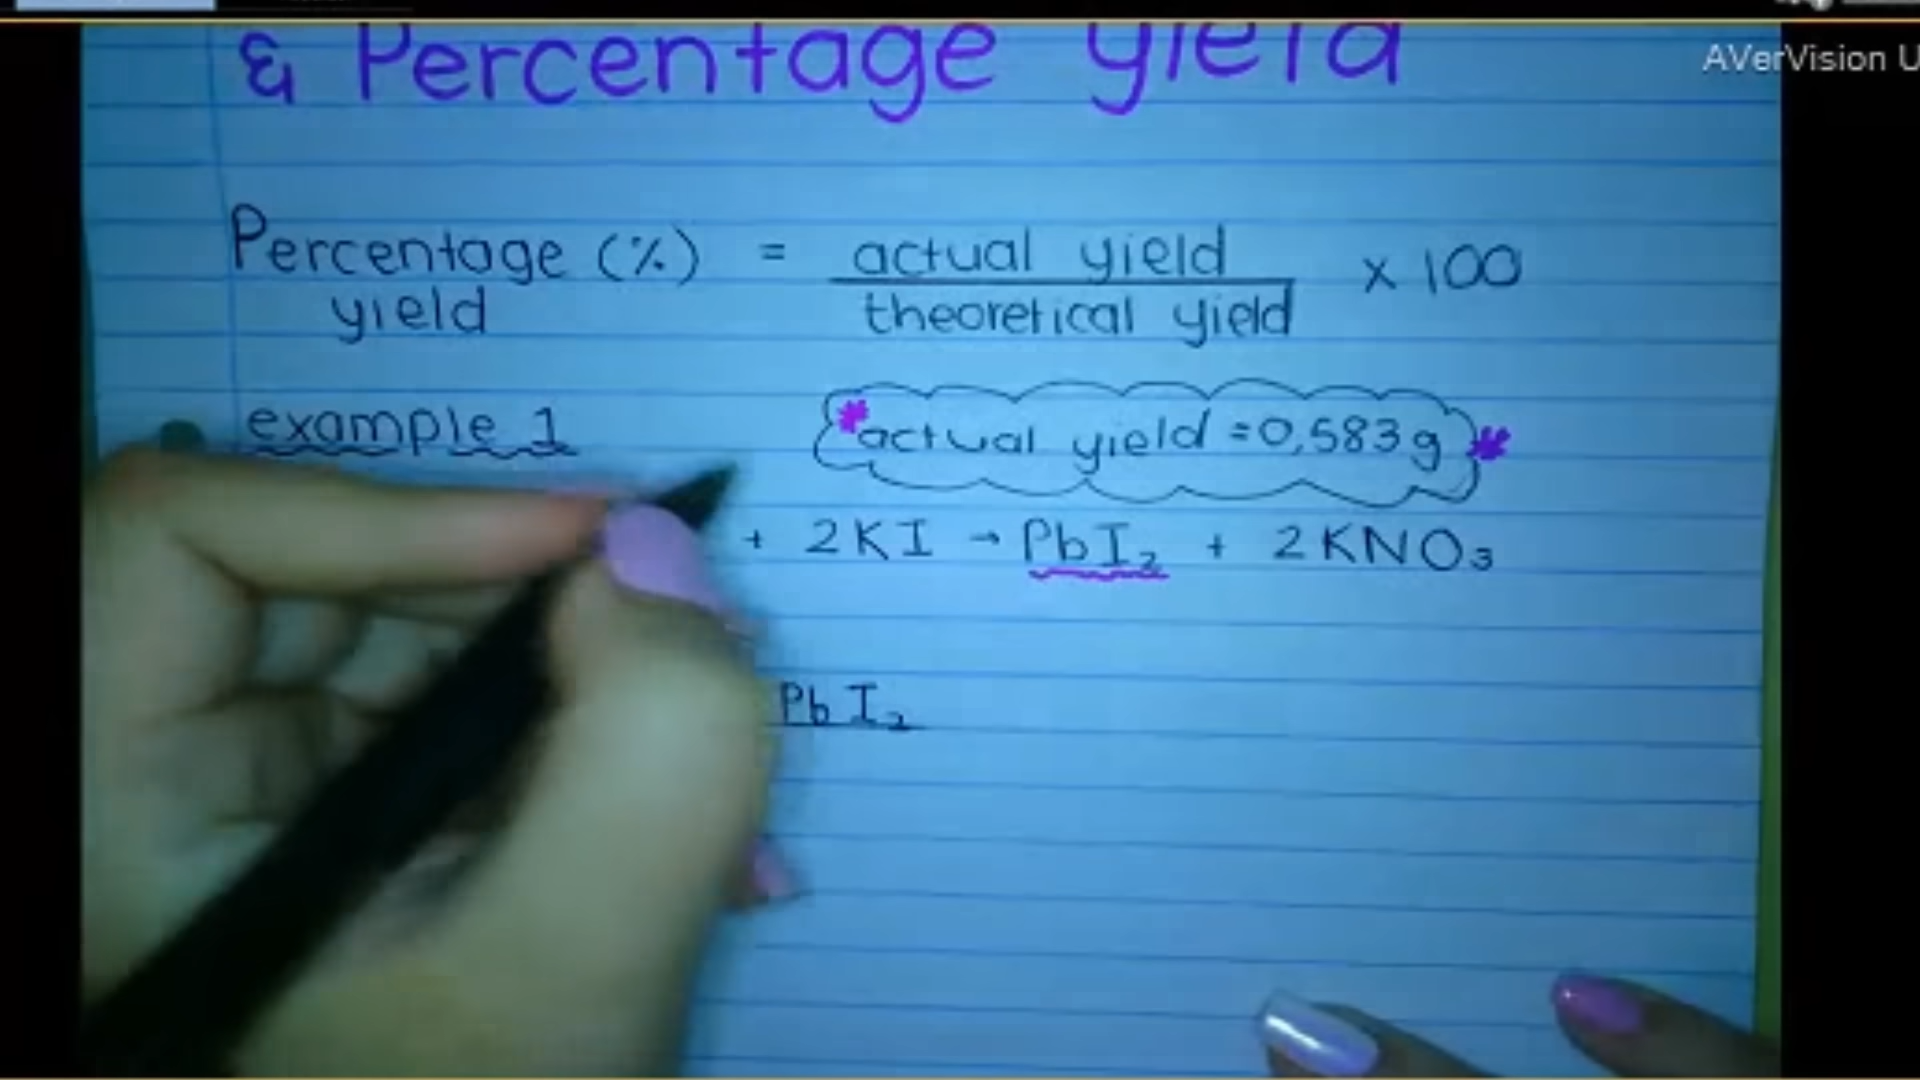 AVerVision U
& Percentage yield
Percentage (%) = actual yield x 100
yield theoretical yield
example 1
*actual yield = 0,583g*
+ 2KI → PbI₂ + 2KNO₃
PbI₂